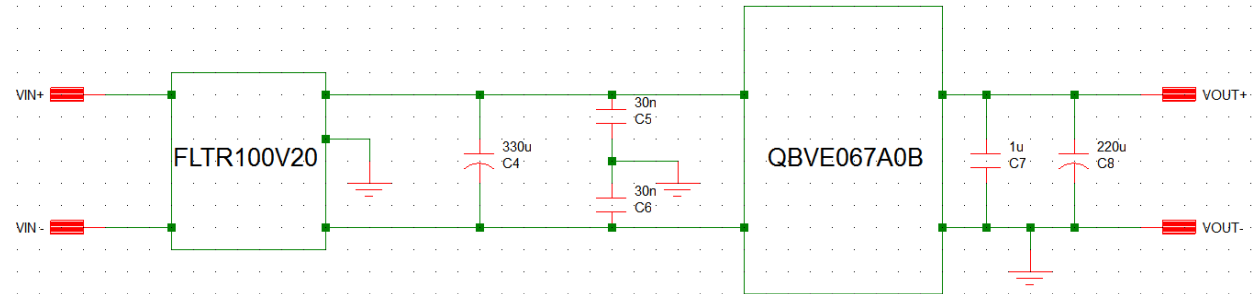 VIN+
VIN-
FLTR100V20
330u
C4
30n
C5
30n
C6
QBVE067A0B
1u
C7
220u
C8
VOUT+
VOUT-